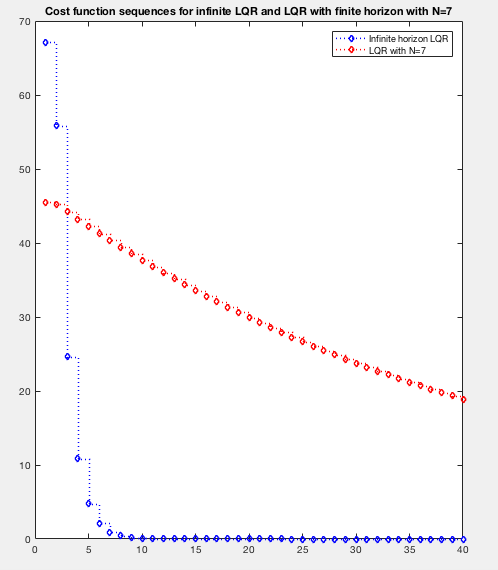 Cost function sequences for infinite LQR and LQR with finite horizon with N=7
70
Infinite horizon LQR
LQR with N=7
60
50
40
30
20
10
0
0 5 10 15 20 25 30 35 40